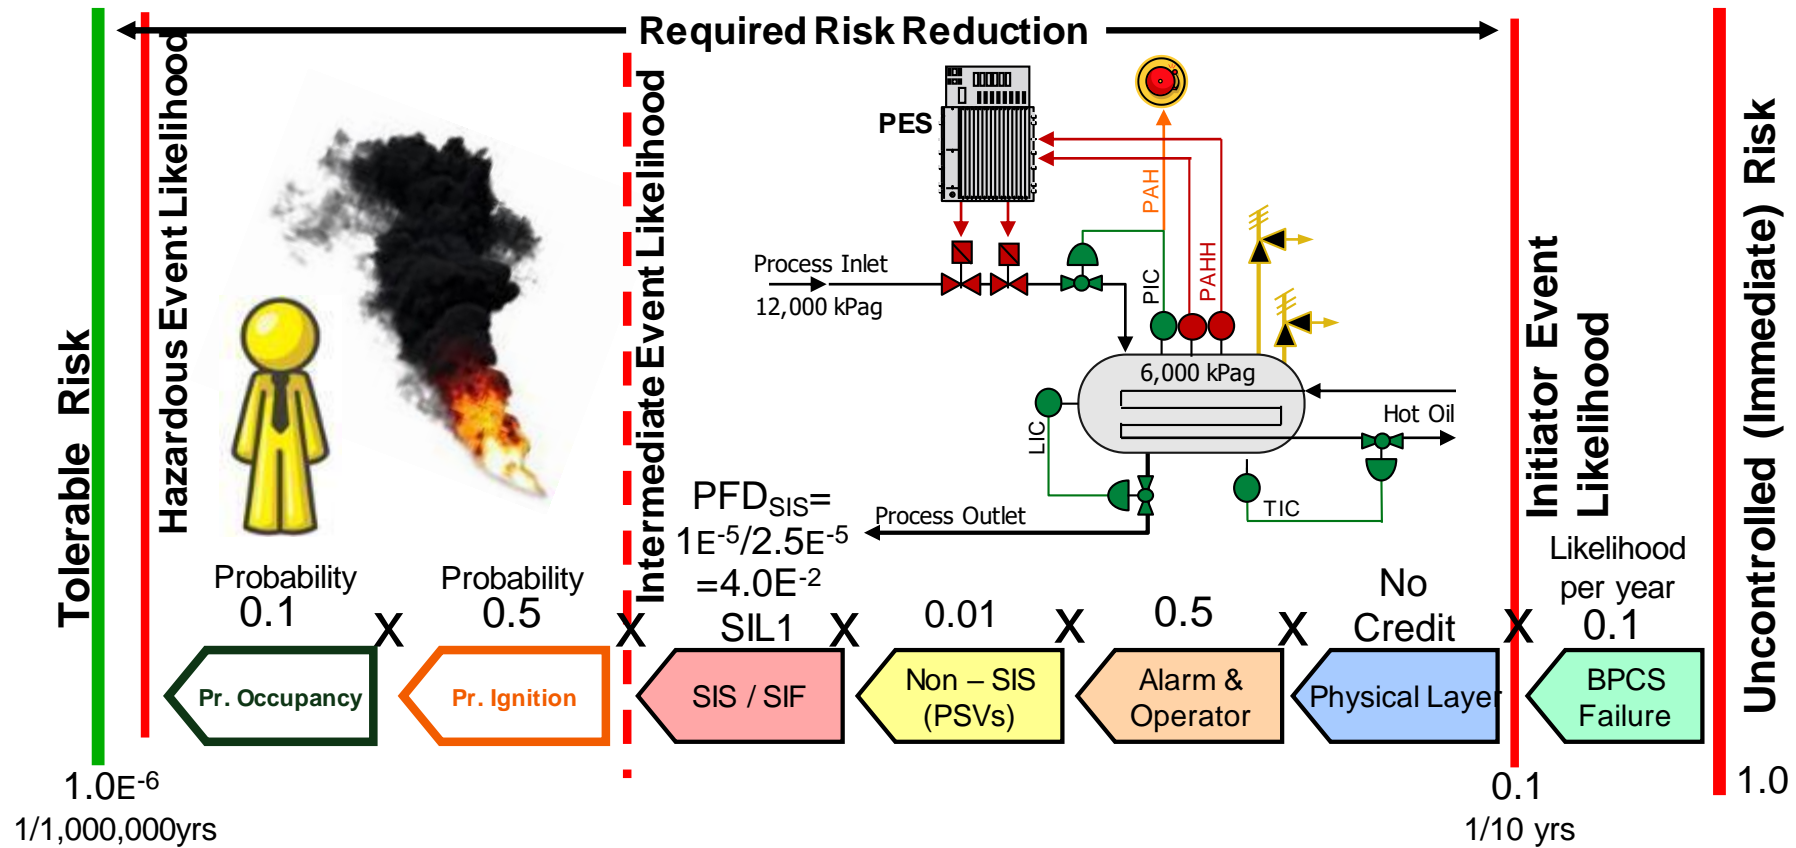 Required Risk Reduction
Tolerable Risk
Hazardous Event Likelihood
Intermediate Event Likelihood
Initiator Event
Likelihood
Uncontrolled (Immediate) Risk
PES
PAH
PIC
PAHH
Process Inlet
12,000 kPag
6,000 kPag
Hot Oil
LIC
TIC
Process Outlet
PFDSIS=
1E-5/2.5E-5
=4.0E-2
SIL1
Probability
0.1
X
Probability
0.5
X
X
0.01
X
0.5
X
No
Credit
X
Likelihood
per year
0.1
Pr. Occupancy
Pr. Ignition
SIS / SIF
Non – SIS
(PSVs)
Alarm &
Operator
Physical Layer
BPCS
Failure
1.0E-6
1/1,000,000yrs
0.1
1/10 yrs
1.0